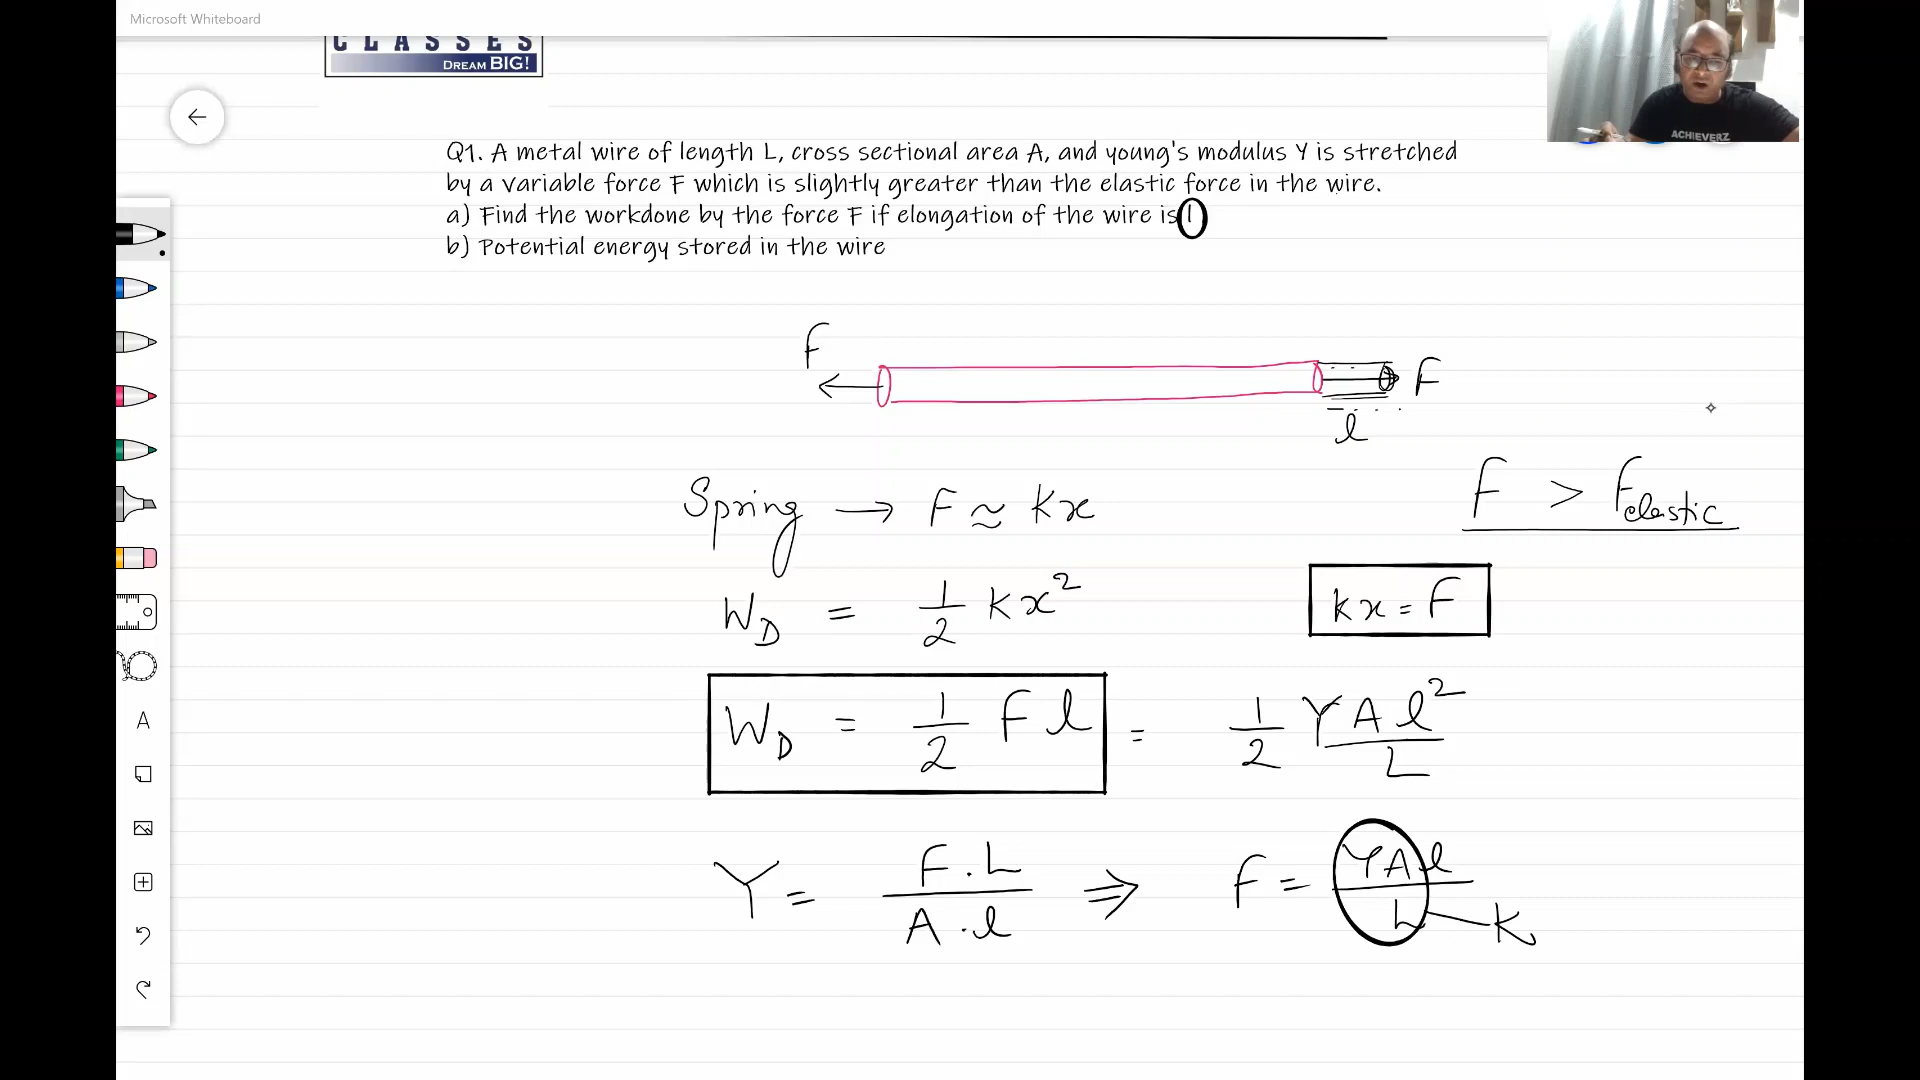 Microsoft Whiteboard
CLASSES
DREAM BIG!
ACHIEVERZ
Q1. A metal wire of length L, cross sectional area A, and young's modulus Y is stretched
by a variable force F which is slightly greater than the elastic force in the wire.
a) Find the workdone by the force F if elongation of the wire is l
b) Potential energy stored in the wire
F
F
l
Spring → F ≈ Kx
F > Felastic
W_D = 1/2 Kx²
kx = F
W_D = 1/2 F l = 1/2 YAl²/L
Y = F.L/A.l ⇒ F = YAl/L
K
A